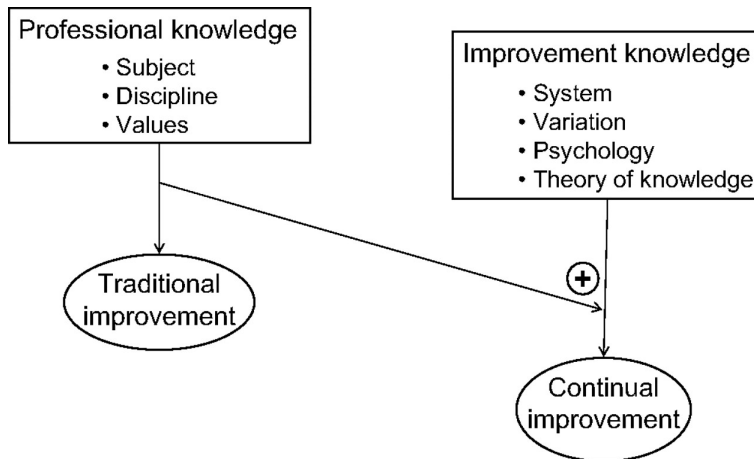 Professional knowledge
• Subject
• Discipline
• Values
Improvement knowledge
• System
• Variation
• Psychology
• Theory of knowledge
+
Traditional
improvement
Continual
improvement